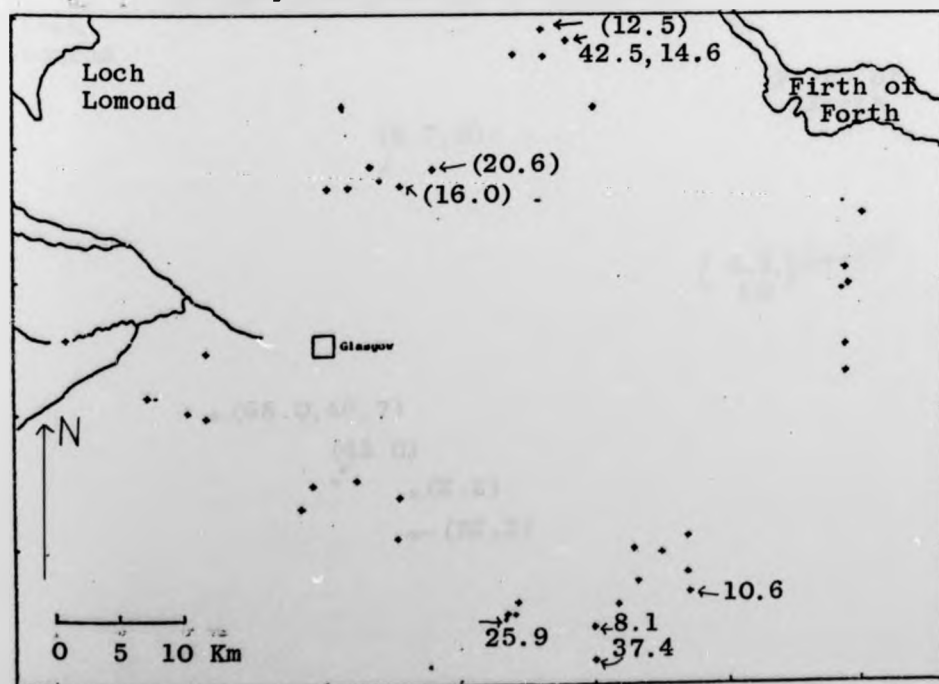 (12.5)
42.5,14.6
Loch
Lomond
Firth of
Forth
(20.6)
(16.0)
Glasgow
N
10.6
8.1
25.9
37.4
0 5 10 Km